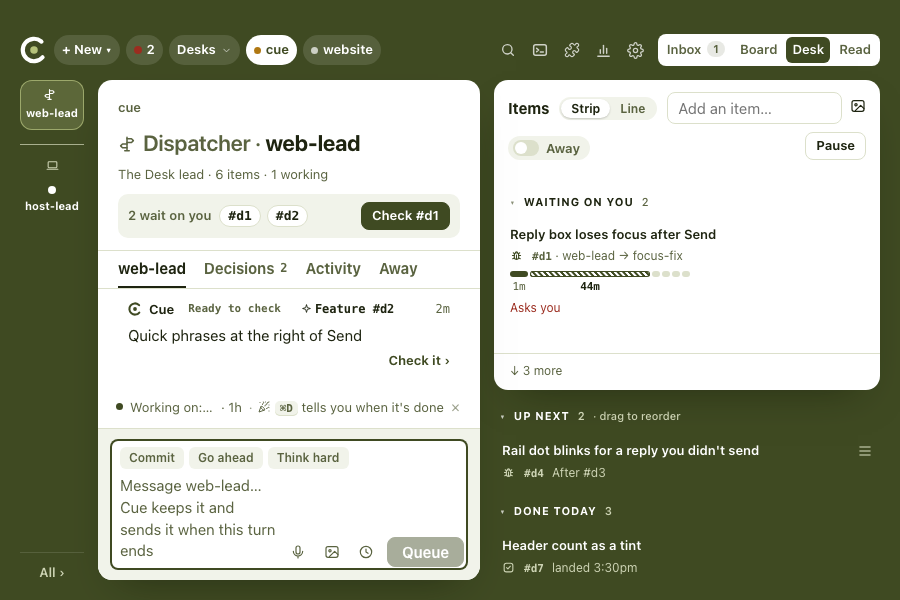 + New ▾
2
Desks
cue
website
Inbox 1
Board
Desk
Read
web-lead
host-lead
All ›
cue
Dispatcher · web-lead
The Desk lead · 6 items · 1 working
2 wait on you #d1 #d2
Check #d1
web-lead
Decisions 2
Activity
Away
Cue Ready to check Feature #d2 2m
Quick phrases at the right of Send
Check it ›
Working on:... · 1h · ⌘D tells you when it's done ×
Commit
Go ahead
Think hard
Message web-lead...
Cue keeps it and
sends it when this turn
ends
Queue
Items
Strip
Line
Add an item...
Away
Pause
WAITING ON YOU 2
Reply box loses focus after Send
#d1 · web-lead → focus-fix
1m 44m
Asks you
↓ 3 more
UP NEXT 2 · drag to reorder
Rail dot blinks for a reply you didn't send
#d4 After #d3
DONE TODAY 3
Header count as a tint
#d7 landed 3:30pm